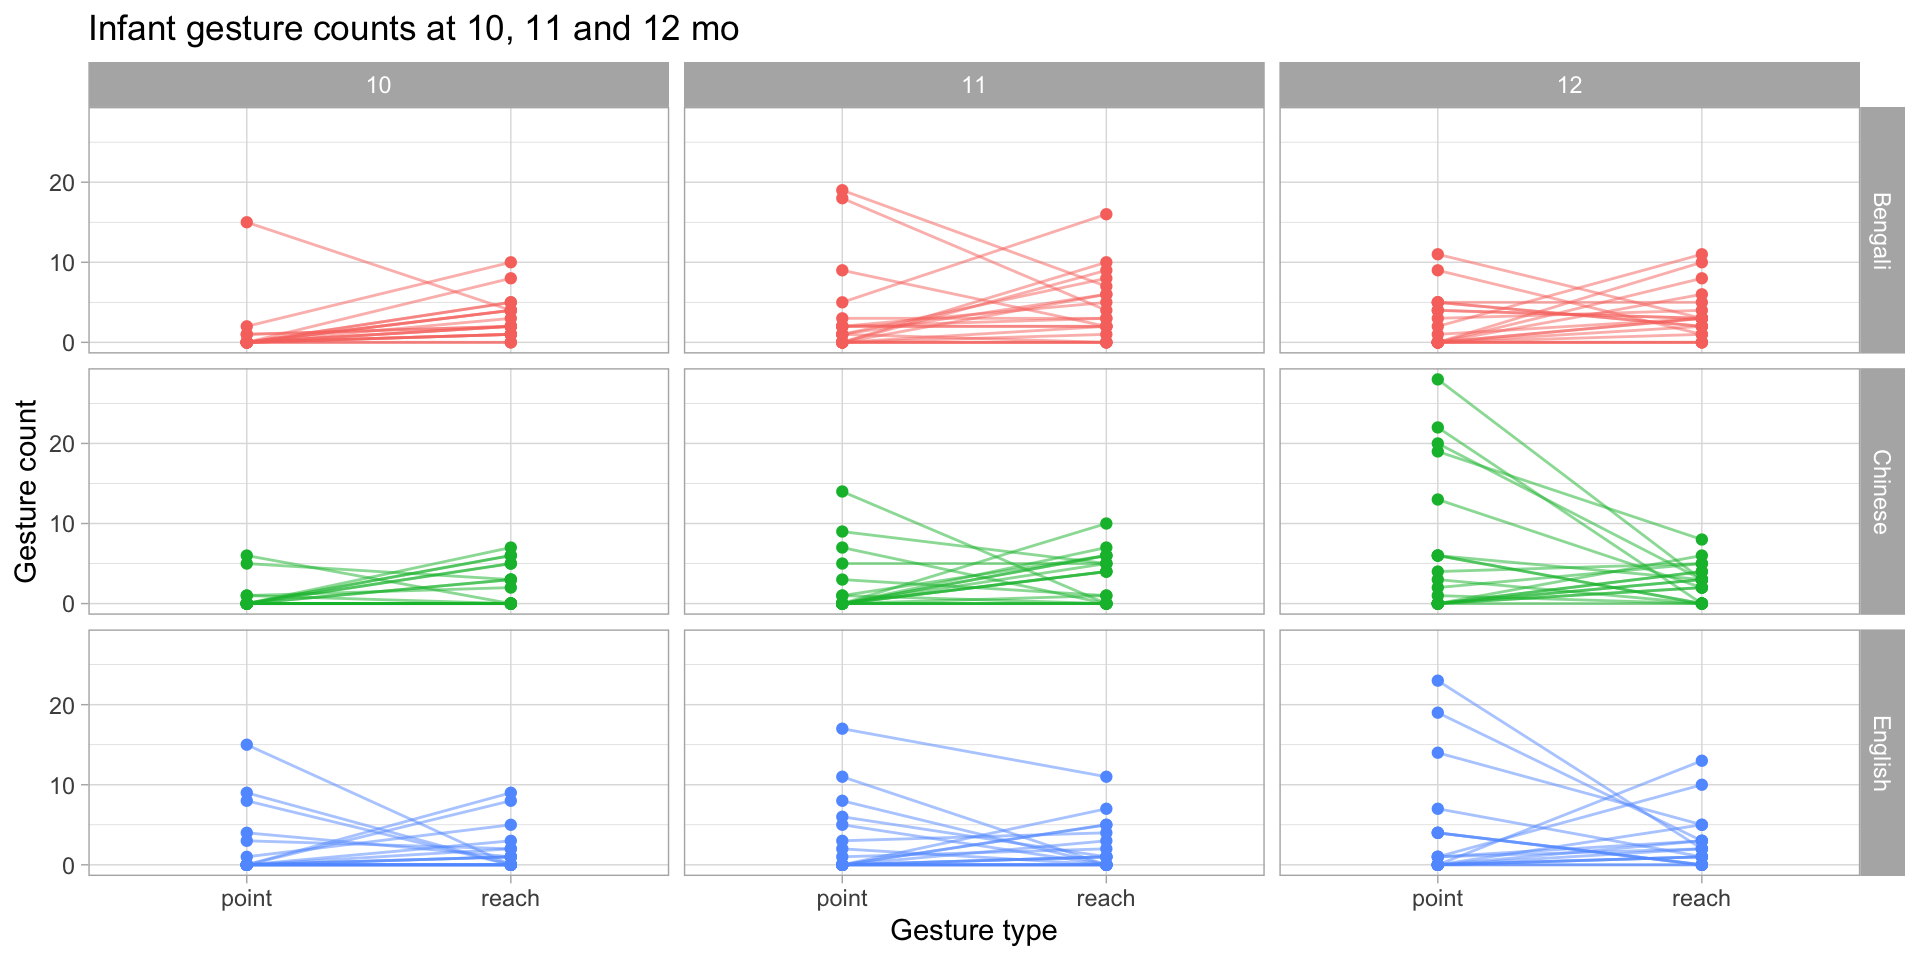 Infant gesture counts at 10, 11 and 12 mo
10
11
12
20
10
0
Bengali
20
10
0
Chinese
20
10
0
English
Gesture count
point
reach
point
reach
point
reach
Gesture type